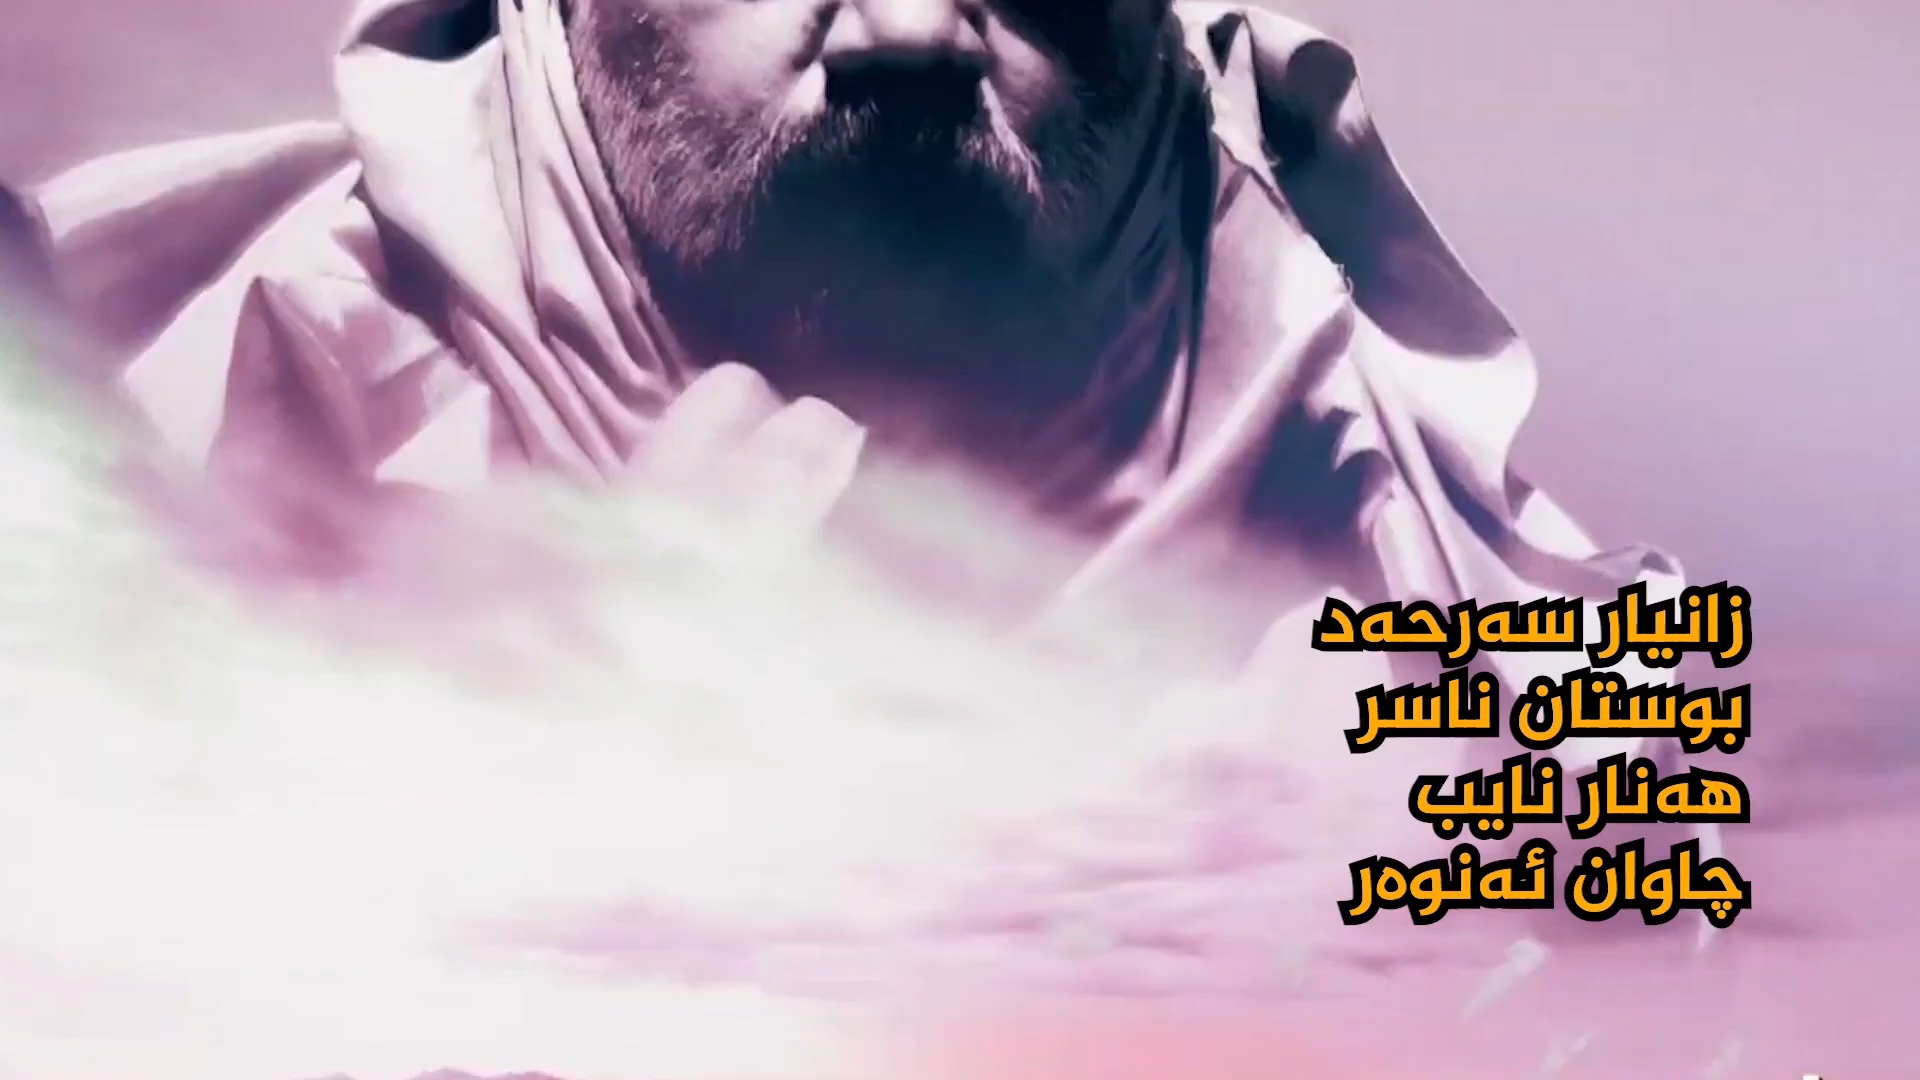 زانیار سەرحەد
بوستان ناسر
هەنار نایب
چاوان ئەنوەر